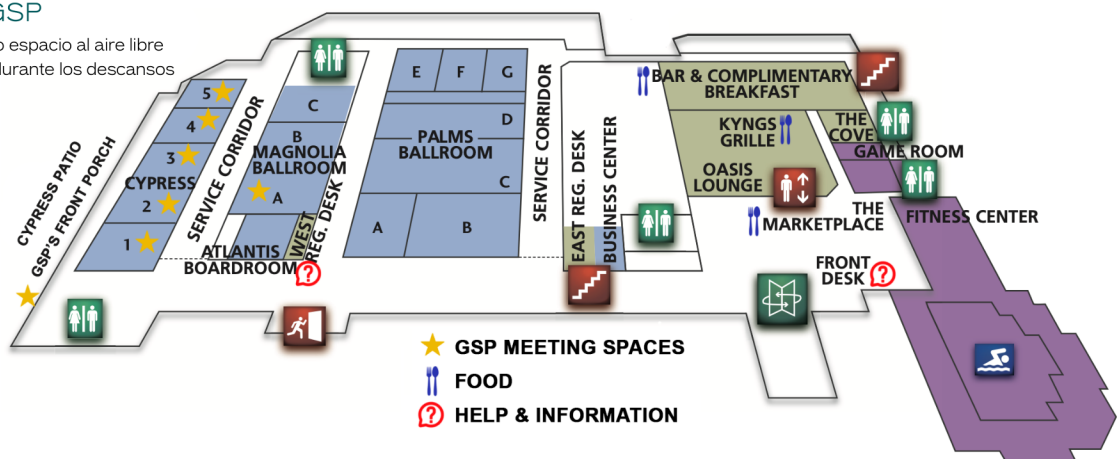 GSP
o espacio al aire libre
durante los descansos
CYPRESS PATIO
GSP'S FRONT PORCH
5
4
3
CYPRESS
2
1
SERVICE CORRIDOR
C
B
MAGNOLIA
BALLROOM
A
ATLANTIS
BOARDROOM
WEST
REG. DESK
E
F
G
D
PALMS
BALLROOM
C
A
B
SERVICE CORRIDOR
EAST REG. DESK
BUSINESS CENTER
BAR & COMPLIMENTARY
BREAKFAST
KYNGS
GRILLE
OASIS
LOUNGE
THE
COVE
GAME ROOM
THE
MARKETPLACE
FITNESS CENTER
FRONT
DESK
?
?
GSP MEETING SPACES
FOOD
?
HELP & INFORMATION